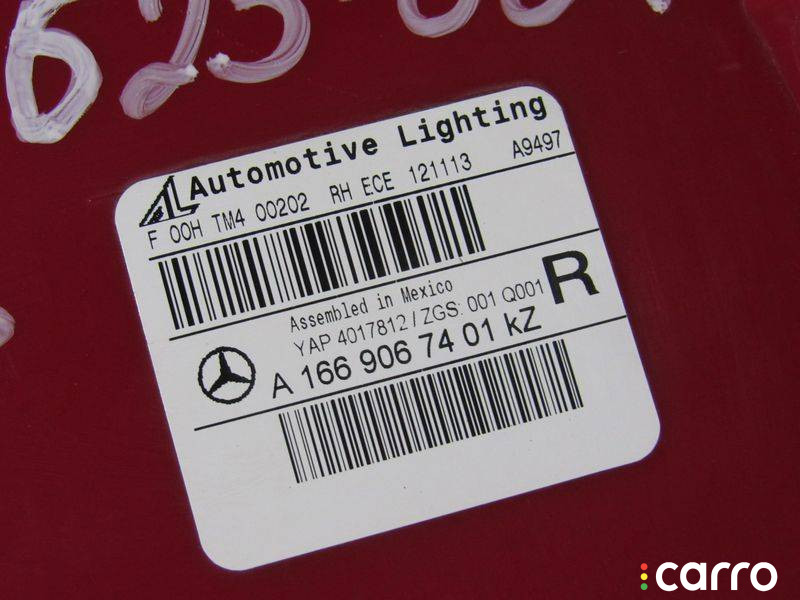 Automotive Lighting
F 00H TM4 00202 RH ECE 121113 A9497
Assembled in Mexico
YAP 4017812 / ZGS: 001 Q001
R
A 166 906 74 01 kZ
carro